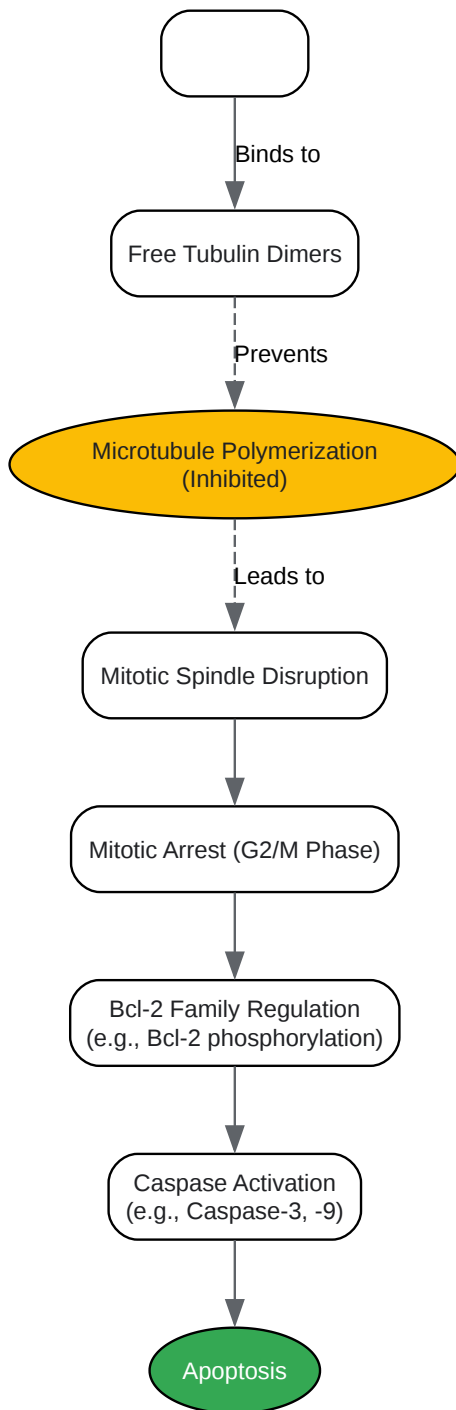 Binds to
Free Tubulin Dimers
Prevents
Microtubule Polymerization
(Inhibited)
Leads to
Mitotic Spindle Disruption
Mitotic Arrest (G2/M Phase)
Bcl-2 Family Regulation
(e.g., Bcl-2 phosphorylation)
Caspase Activation
(e.g., Caspase-3, -9)
Apoptosis